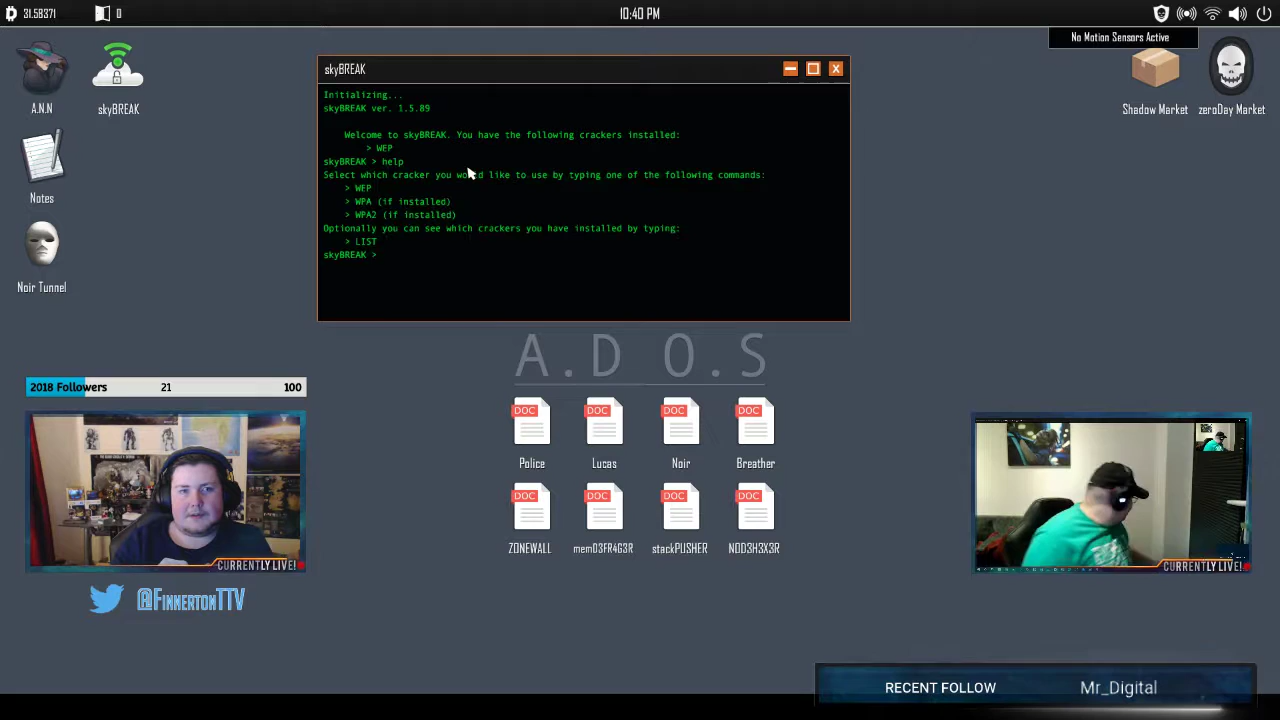 31.58371
0
10:40 PM
No Motion Sensors Active
A.N.N
skyBREAK
Notes
Noir Tunnel
Shadow Market
zeroDay Market
skyBREAK
Initializing...
skyBREAK ver. 1.5.89
Welcome to skyBREAK. You have the following crackers installed:
> WEP
skyBREAK > help
Select which cracker you would like to use by typing one of the following commands:
> WEP
> WPA (if installed)
> WPA2 (if installed)
Optionally you can see which crackers you have installed by typing:
> LIST
skyBREAK >
A.D O.S
DOC
DOC
DOC
DOC
Police
Lucas
Noir
Breather
DOC
DOC
DOC
DOC
ZONEWALL
memD3FR4G3R
stackPUSHER
NOD3H3X3R
2018 Followers 21 100
CURRENTLY LIVE!
@FinnertonTTV
CURRENTLY LIVE!
RECENT FOLLOW Mr_Digital